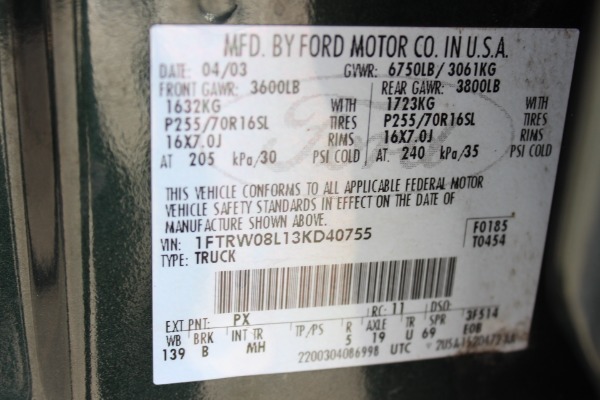 MFD. BY FORD MOTOR CO. IN U.S.A.
DATE 04/03 GVWR: 6750LB/ 3061KG
FRONT GAWR: 3600LB REAR GAWR: 3800LB
1632KG WITH 1723KG WITH
P255/70R16SL TIRES P255/70R16SL TIRES
16X7.0J RIMS 16X7.0J RIMS
AT 205 kPa/30 PSI COLD AT 240 kPa/35 PSI COLD
THIS VEHICLE CONFORMS TO ALL APPLICABLE FEDERAL MOTOR
VEHICLE SAFETY STANDARDS IN EFFECT ON THE DATE OF
MANUFACTURE SHOWN ABOVE.
VIN: 1FTRW08L13KD40755 F0185
TYPE: TRUCK T0454
Ford
EXT PNT: PX RC: 11 DSO: 3F514
WB BRK INT TR TP/PS R AXLE TR SPR EOB
139 B MH 5 19 U 69
2200304086998 UTC